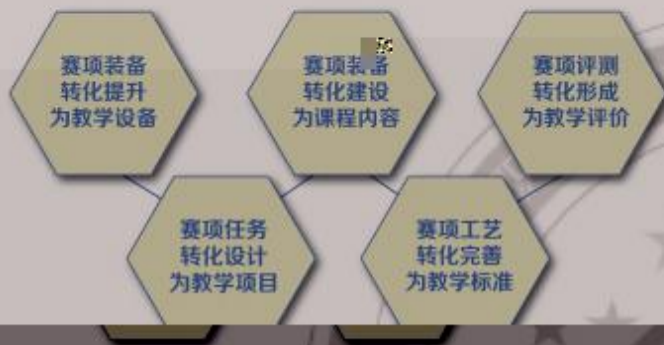 赛项装备
转化提升
为教学设备
赛项装备
转化建设
为课程内容
赛项评测
转化形成
为教学评价
赛项任务
转化设计
为教学项目
赛项工艺
转化完善
为教学标准